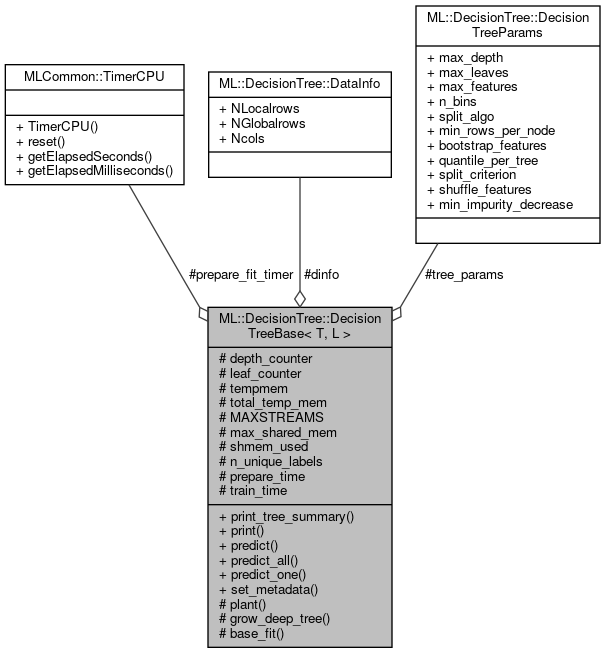 MLCommon::TimerCPU
+ TimerCPU()
+ reset()
+ getElapsedSeconds()
+ getElapsedMilliseconds()
ML::DecisionTree::DataInfo
+ NLocalrows
+ NGlobalrows
+ Ncols
ML::DecisionTree::Decision
TreeParams
+ max_depth
+ max_leaves
+ max_features
+ n_bins
+ split_algo
+ min_rows_per_node
+ bootstrap_features
+ quantile_per_tree
+ split_criterion
+ shuffle_features
+ min_impurity_decrease
#prepare_fit_timer
#dinfo
#tree_params
ML::DecisionTree::Decision
TreeBase< T, L >
# depth_counter
# leaf_counter
# tempmem
# total_temp_mem
# MAXSTREAMS
# max_shared_mem
# shmem_used
# n_unique_labels
# prepare_time
# train_time
+ print_tree_summary()
+ print()
+ predict()
+ predict_all()
+ predict_one()
+ set_metadata()
# plant()
# grow_deep_tree()
# base_fit()